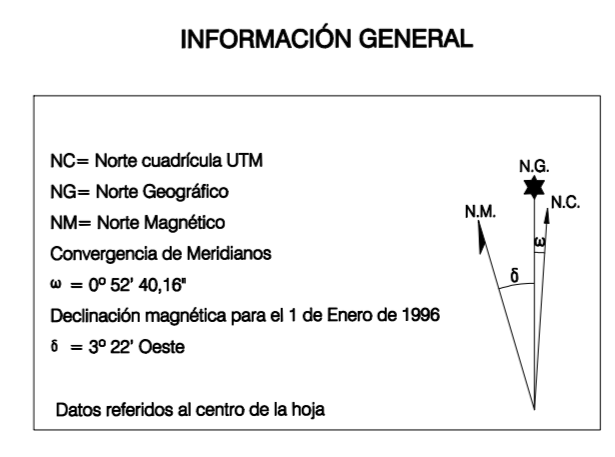 INFORMACIÓN GENERAL
NC= Norte cuadrícula UTM
NG= Norte Geográfico
NM= Norte Magnético
Convergencia de Meridianos
ω = 0º 52' 40,16"
Declinación magnética para el 1 de Enero de 1996
δ = 3º 22' Oeste
Datos referidos al centro de la hoja
N.G.
N.M.
N.C.
ω
δ